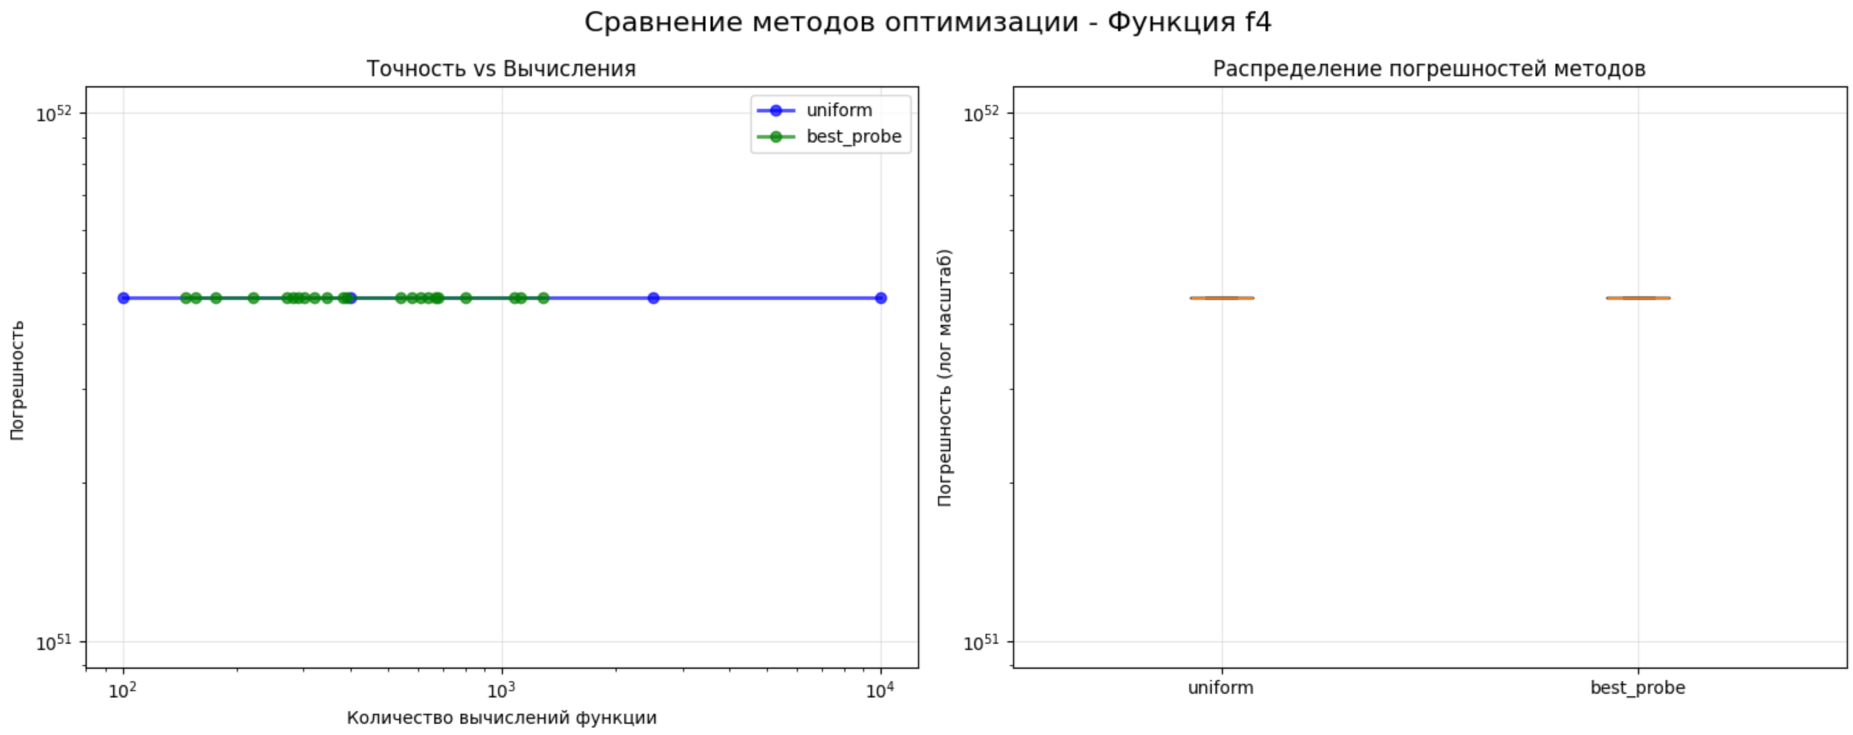 Сравнение методов оптимизации - Функция f4
Точность vs Вычисления
10^52
10^51
Погрешность
uniform
best_probe
10^2
10^3
10^4
Количество вычислений функции
Распределение погрешностей методов
10^52
10^51
Погрешность (лог масштаб)
uniform
best_probe